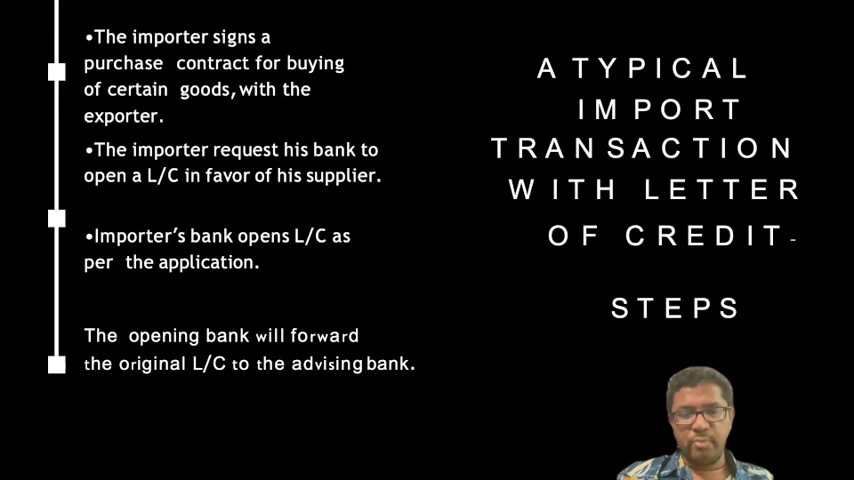 •The importer signs a
purchase contract for buying
of certain goods, with the
exporter.
•The importer request his bank to
open a L/C in favor of his supplier.
•Importer’s bank opens L/C as
per the application.
The opening bank will forward
the original L/C to the advising bank.
A TYPICAL
IMPORT
TRANSACTION
WITH LETTER
OF CREDIT-
STEPS